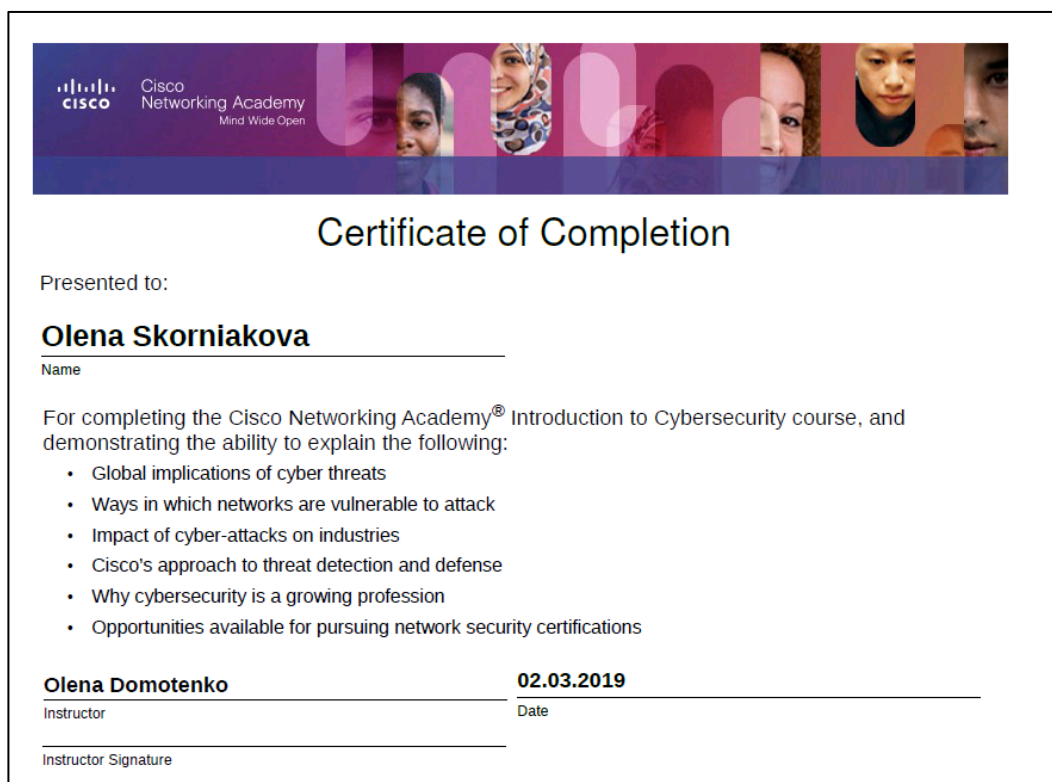 CISCO
Cisco
Networking Academy
Mind Wide Open
Certificate of Completion
Presented to:
Olena Skorniakova
Name
For completing the Cisco Networking Academy® Introduction to Cybersecurity course, and
demonstrating the ability to explain the following:
• Global implications of cyber threats
• Ways in which networks are vulnerable to attack
• Impact of cyber-attacks on industries
• Cisco's approach to threat detection and defense
• Why cybersecurity is a growing profession
• Opportunities available for pursuing network security certifications
Olena Domotenko
Instructor
02.03.2019
Date
Instructor Signature